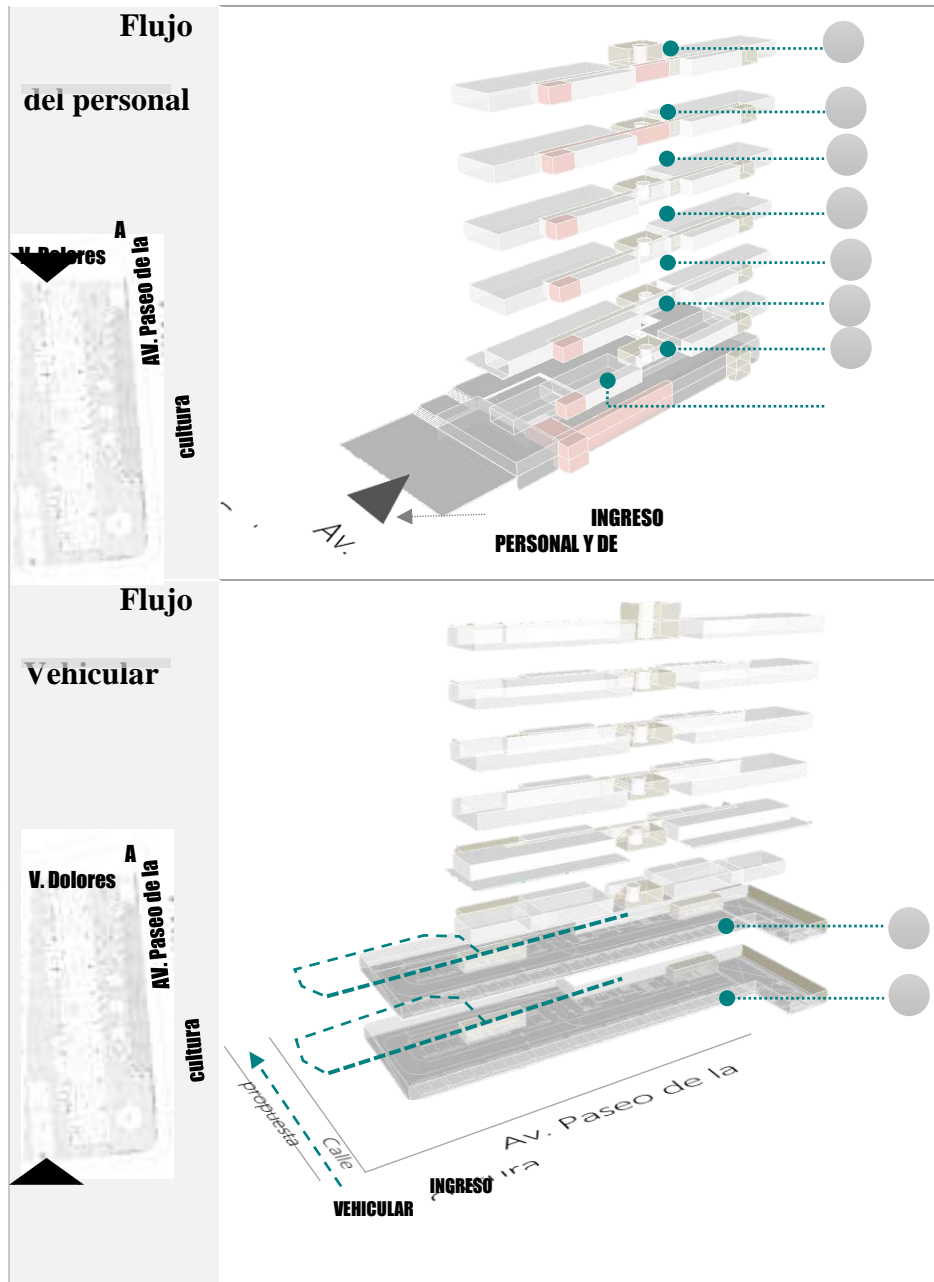 Flujo
del personal
A
V. Dolores
AV. Paseo de la
cultura
Av.
INGRESO
PERSONAL Y DE
Flujo
Vehicular
A
V. Dolores
AV. Paseo de la
cultura
propuesta
Calle
Av. Paseo de la
INGRESO
VEHICULAR